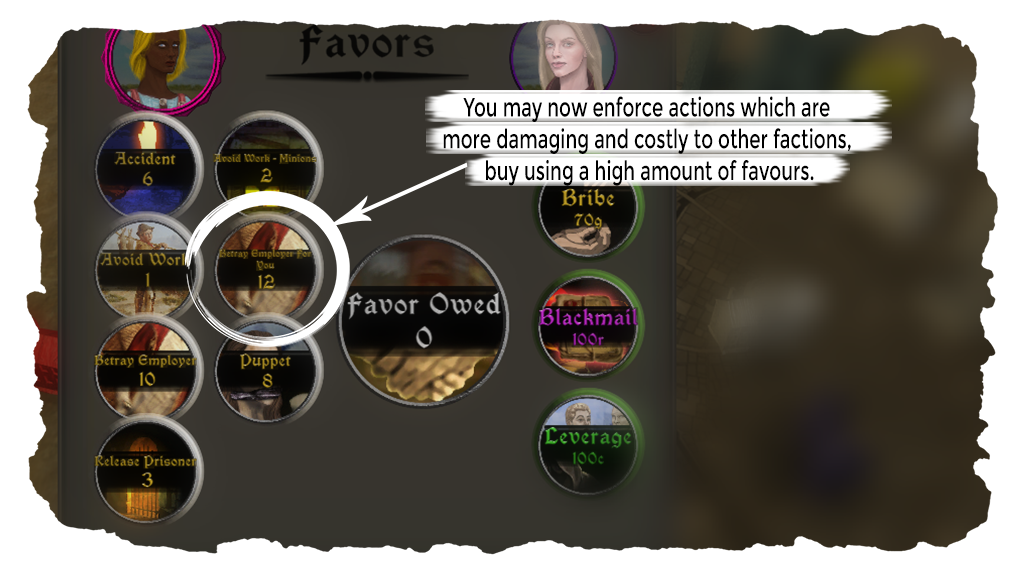 Favors
You may now enforce actions which are
more damaging and costly to other factions,
buy using a high amount of favours.
Accident
6
Avoid Work - Minions
2
Avoid Work
1
Betray Employer For
You
12
Betray Employer
10
Puppet
8
Release Prisoner
3
Favor Owed
0
Bribe
70g
Blackmail
100r
Leverage
100c